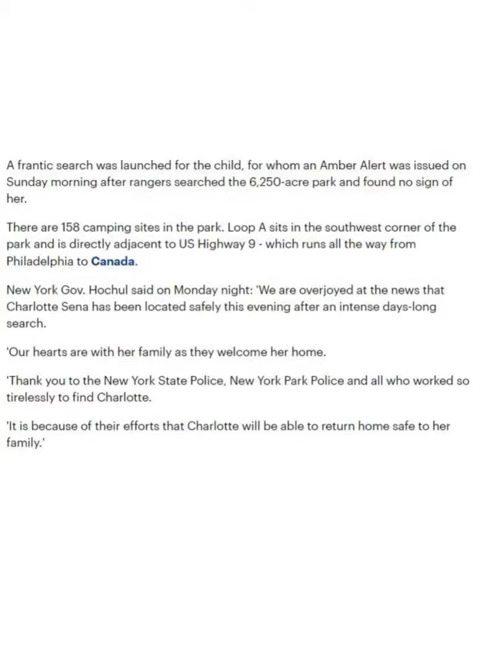 A frantic search was launched for the child, for whom an Amber Alert was issued on
Sunday morning after rangers searched the 6,250-acre park and found no sign of
her.
There are 158 camping sites in the park. Loop A sits in the southwest corner of the
park and is directly adjacent to US Highway 9 - which runs all the way from
Philadelphia to Canada.
New York Gov. Hochul said on Monday night: 'We are overjoyed at the news that
Charlotte Sena has been located safely this evening after an intense days-long
search.
'Our hearts are with her family as they welcome her home.
'Thank you to the New York State Police, New York Park Police and all who worked so
tirelessly to find Charlotte.
'It is because of their efforts that Charlotte will be able to return home safe to her
family.'